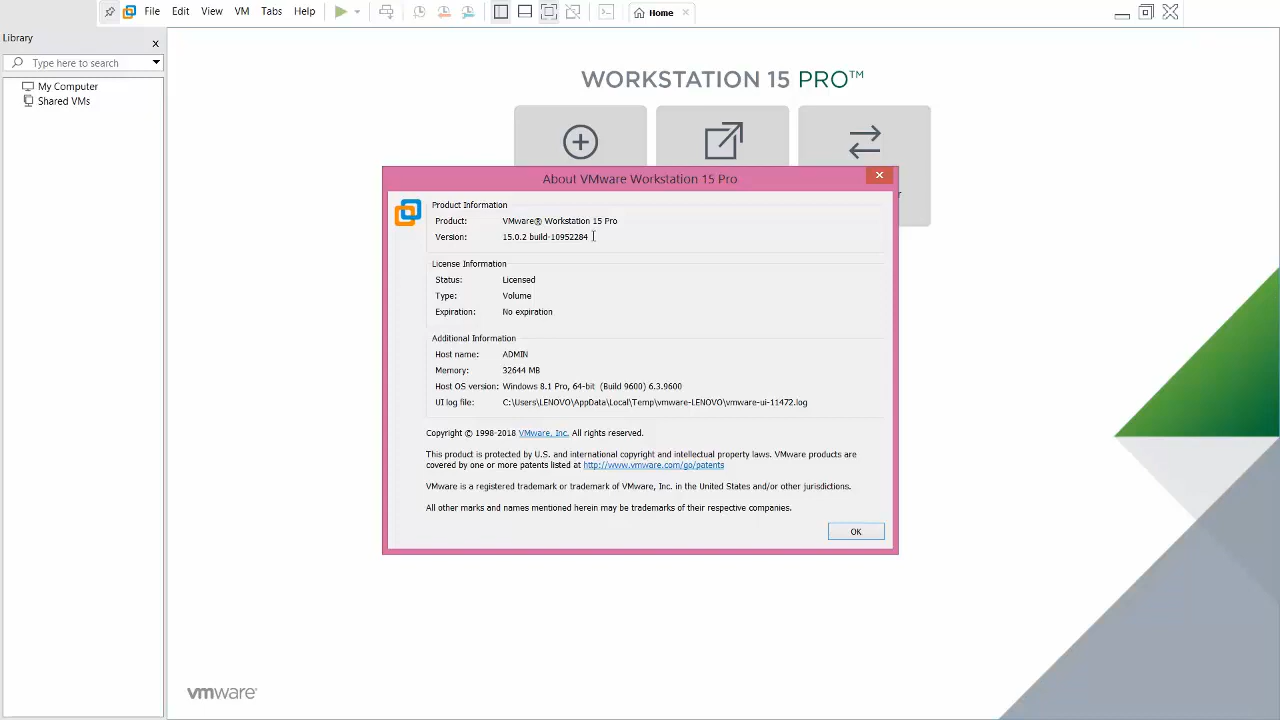 File Edit View VM Tabs Help
Home
Library
Type here to search
My Computer
Shared VMs
WORKSTATION 15 PRO™
About VMware Workstation 15 Pro
Product Information
Product: VMware® Workstation 15 Pro
Version: 15.0.2 build-10952284
License Information
Status: Licensed
Type: Volume
Expiration: No expiration
Additional Information
Host name: ADMIN
Memory: 32644 MB
Host OS version: Windows 8.1 Pro, 64-bit (Build 9600) 6.3.9600
UI log file: C:\Users\LENOVO\AppData\Local\Temp\vmware-LENOVO\vmware-ui-11472.log
Copyright © 1998-2018 VMware, Inc. All rights reserved.
This product is protected by U.S. and international copyright and intellectual property laws. VMware products are
covered by one or more patents listed at http://www.vmware.com/go/patents
VMware is a registered trademark or trademark of VMware, Inc. in the United States and/or other jurisdictions.
All other marks and names mentioned herein may be trademarks of their respective companies.
OK
vmware®